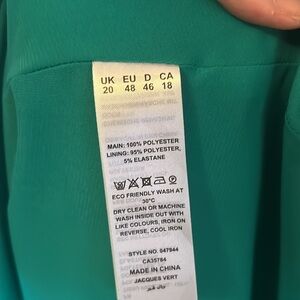 UK EU D CA
20 48 46 18
MAIN: 100% POLYESTER
LINING: 95% POLYESTER,
5% ELASTANE
ECO FRIENDLY WASH AT
30°C
DRY CLEAN OR MACHINE
WASH INSIDE OUT WITH
LIKE COLOURS, IRON ON
REVERSE, COOL IRON
STYLE NO: 047944
CA35784
MADE IN CHINA
JACQUES VERT